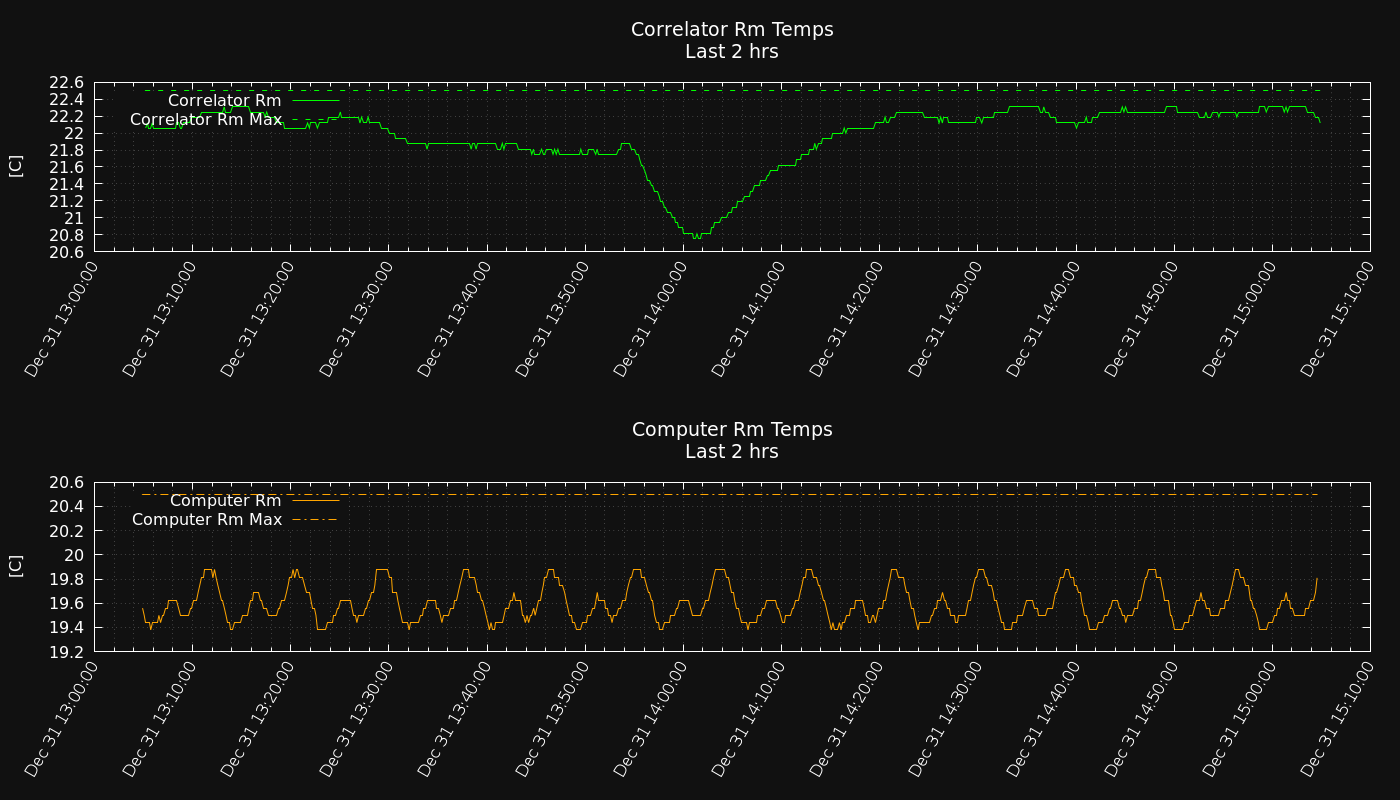 Correlator Rm Temps
Last 2 hrs
22.6
22.4
22.2
22
21.8
21.6
21.4
21.2
21
20.8
20.6
[C]
Correlator Rm
Correlator Rm Max
Dec 31 13:00:00
Dec 31 13:10:00
Dec 31 13:20:00
Dec 31 13:30:00
Dec 31 13:40:00
Dec 31 13:50:00
Dec 31 14:00:00
Dec 31 14:10:00
Dec 31 14:20:00
Dec 31 14:30:00
Dec 31 14:40:00
Dec 31 14:50:00
Dec 31 15:00:00
Dec 31 15:10:00
Computer Rm Temps
Last 2 hrs
20.6
20.4
20.2
20
19.8
19.6
19.4
19.2
[C]
Computer Rm
Computer Rm Max
Dec 31 13:00:00
Dec 31 13:10:00
Dec 31 13:20:00
Dec 31 13:30:00
Dec 31 13:40:00
Dec 31 13:50:00
Dec 31 14:00:00
Dec 31 14:10:00
Dec 31 14:20:00
Dec 31 14:30:00
Dec 31 14:40:00
Dec 31 14:50:00
Dec 31 15:00:00
Dec 31 15:10:00